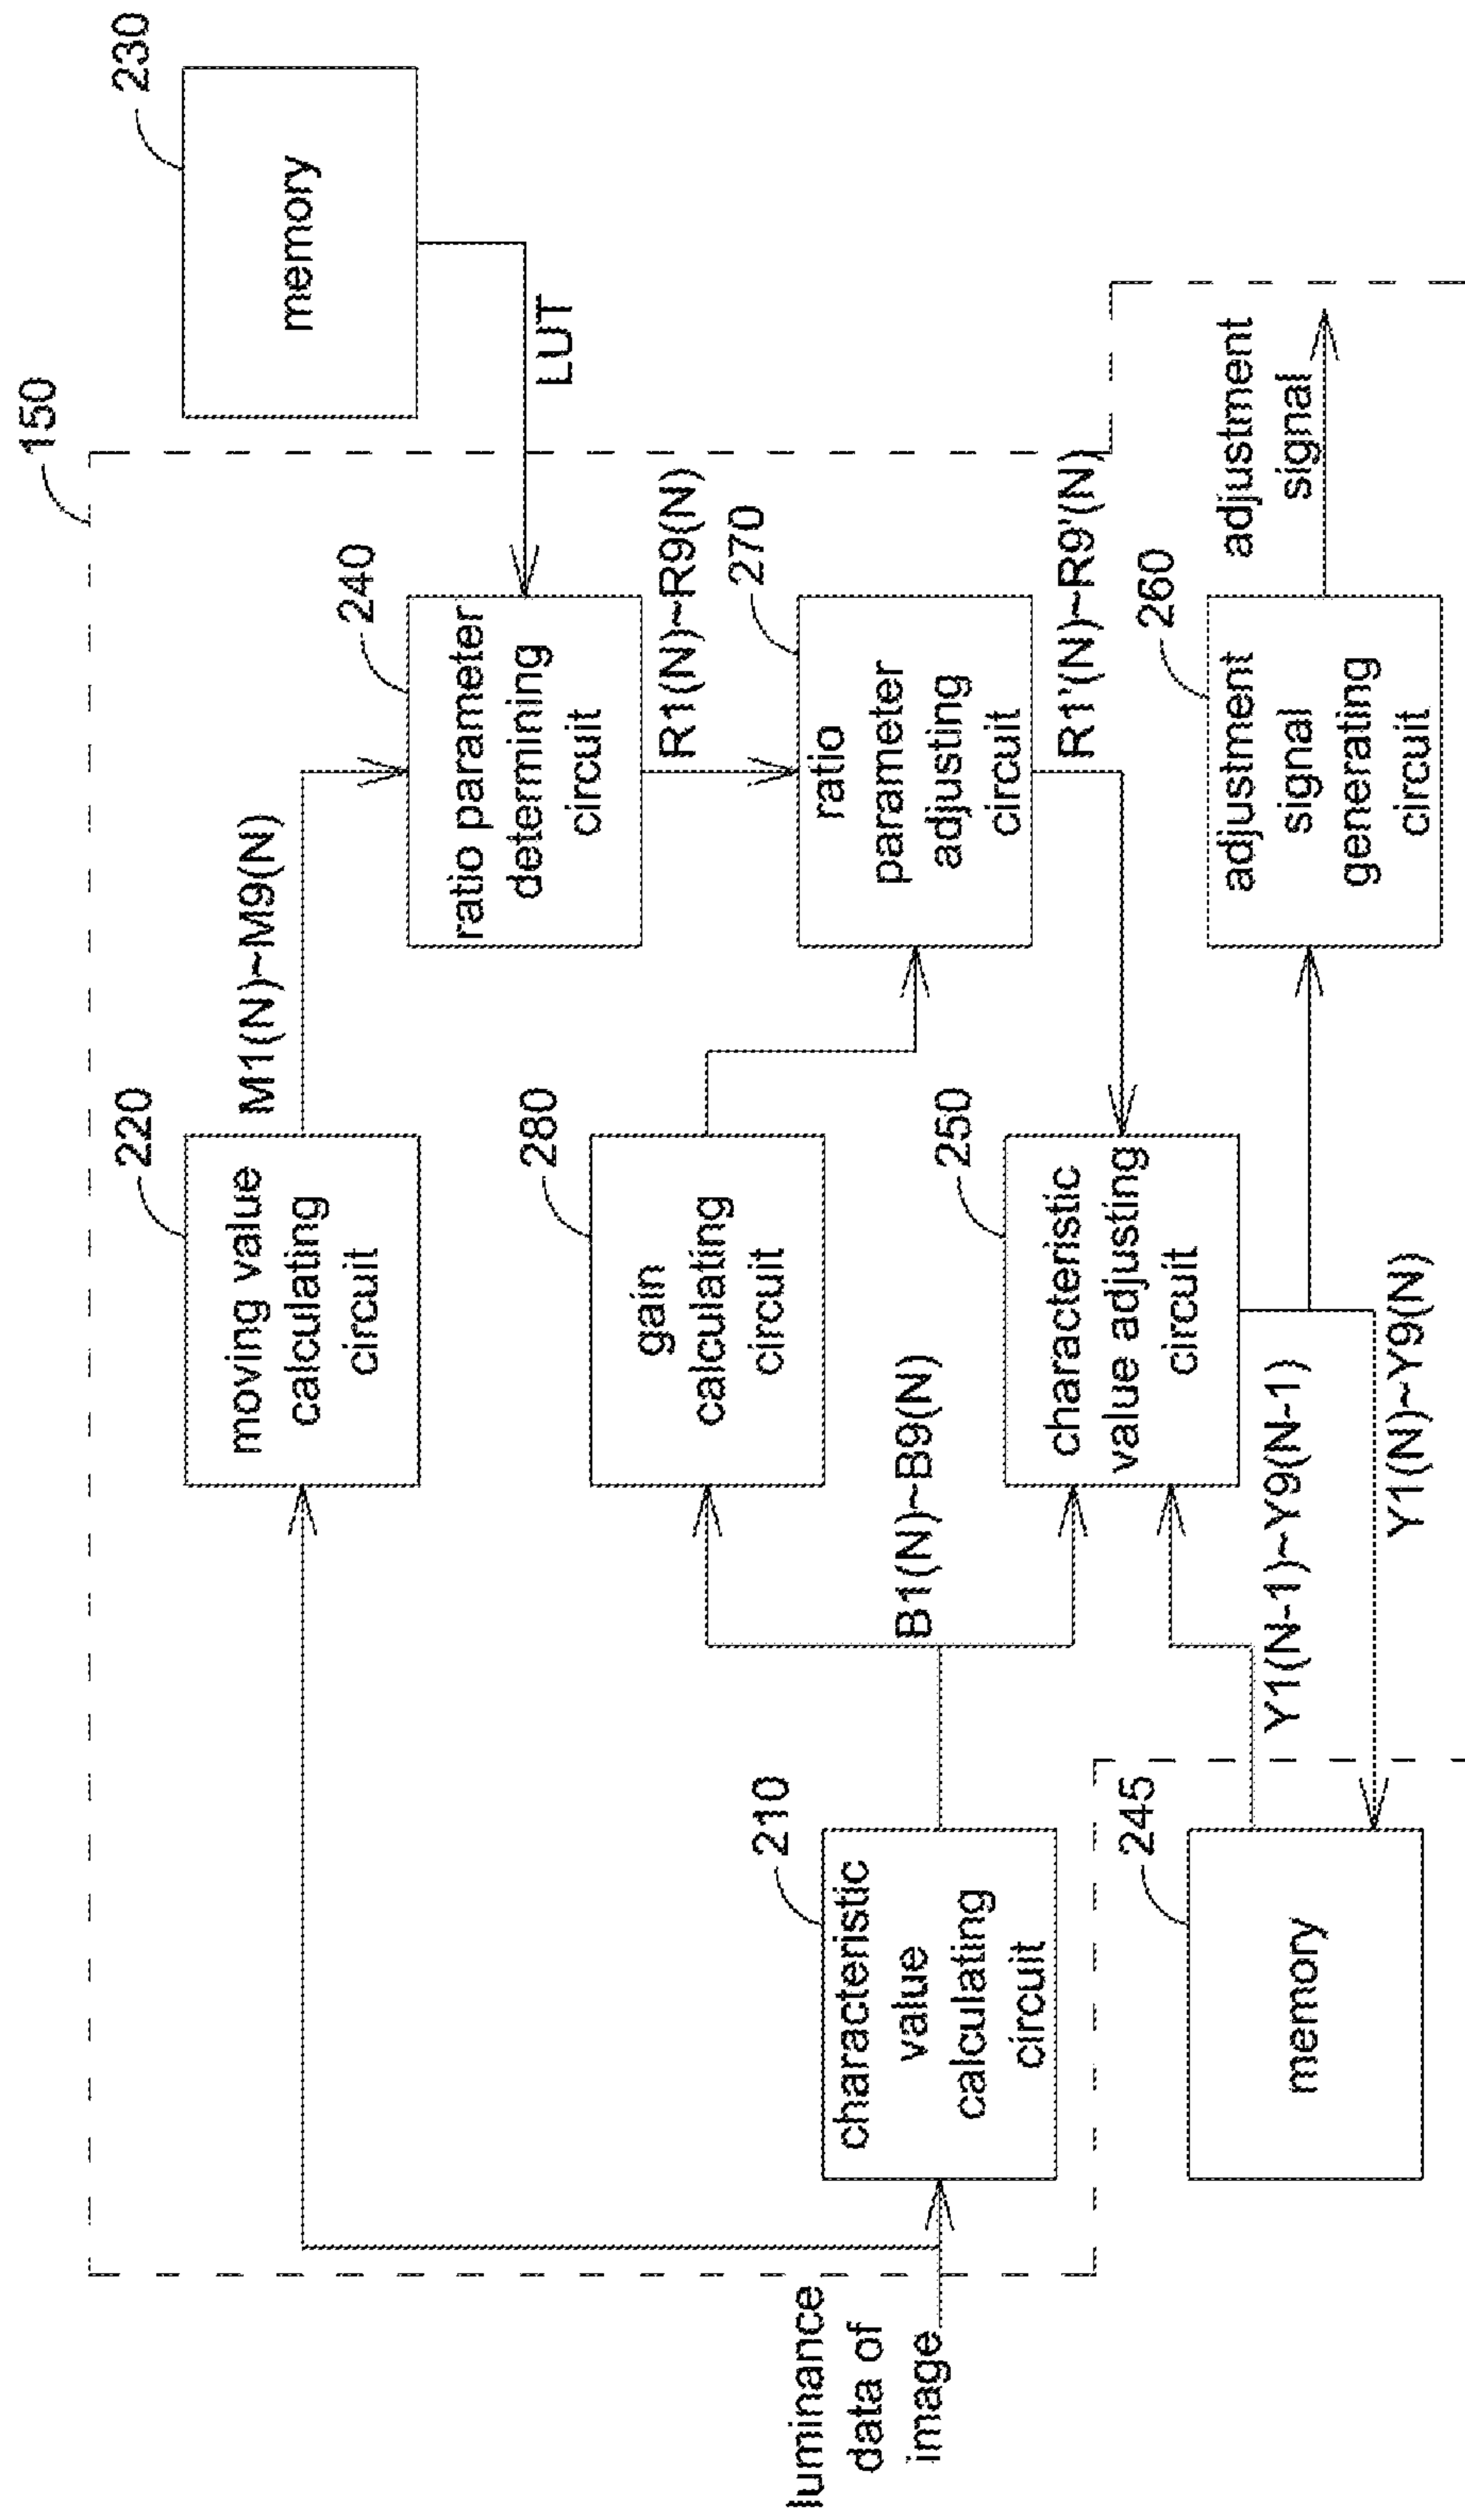 150
230
memory
LUT
220
moving value
calculating
circuit
M1(N)~M9(N)
240
ratio parameter
determining
circuit
R1(N)~R9(N)
280
gain
calculating
circuit
270
ratio
parameter
adjusting
circuit
R1'(N)~R9'(N)
luminance
data of
image
210
characteristic
value
calculating
circuit
B1(N)~B9(N)
250
characteristic
value adjusting
circuit
260
adjustment
signal
generating
circuit
adjustment
signal
245
memory
Y1(N-1)~Y9(N-1)
Y1(N)~Y9(N)